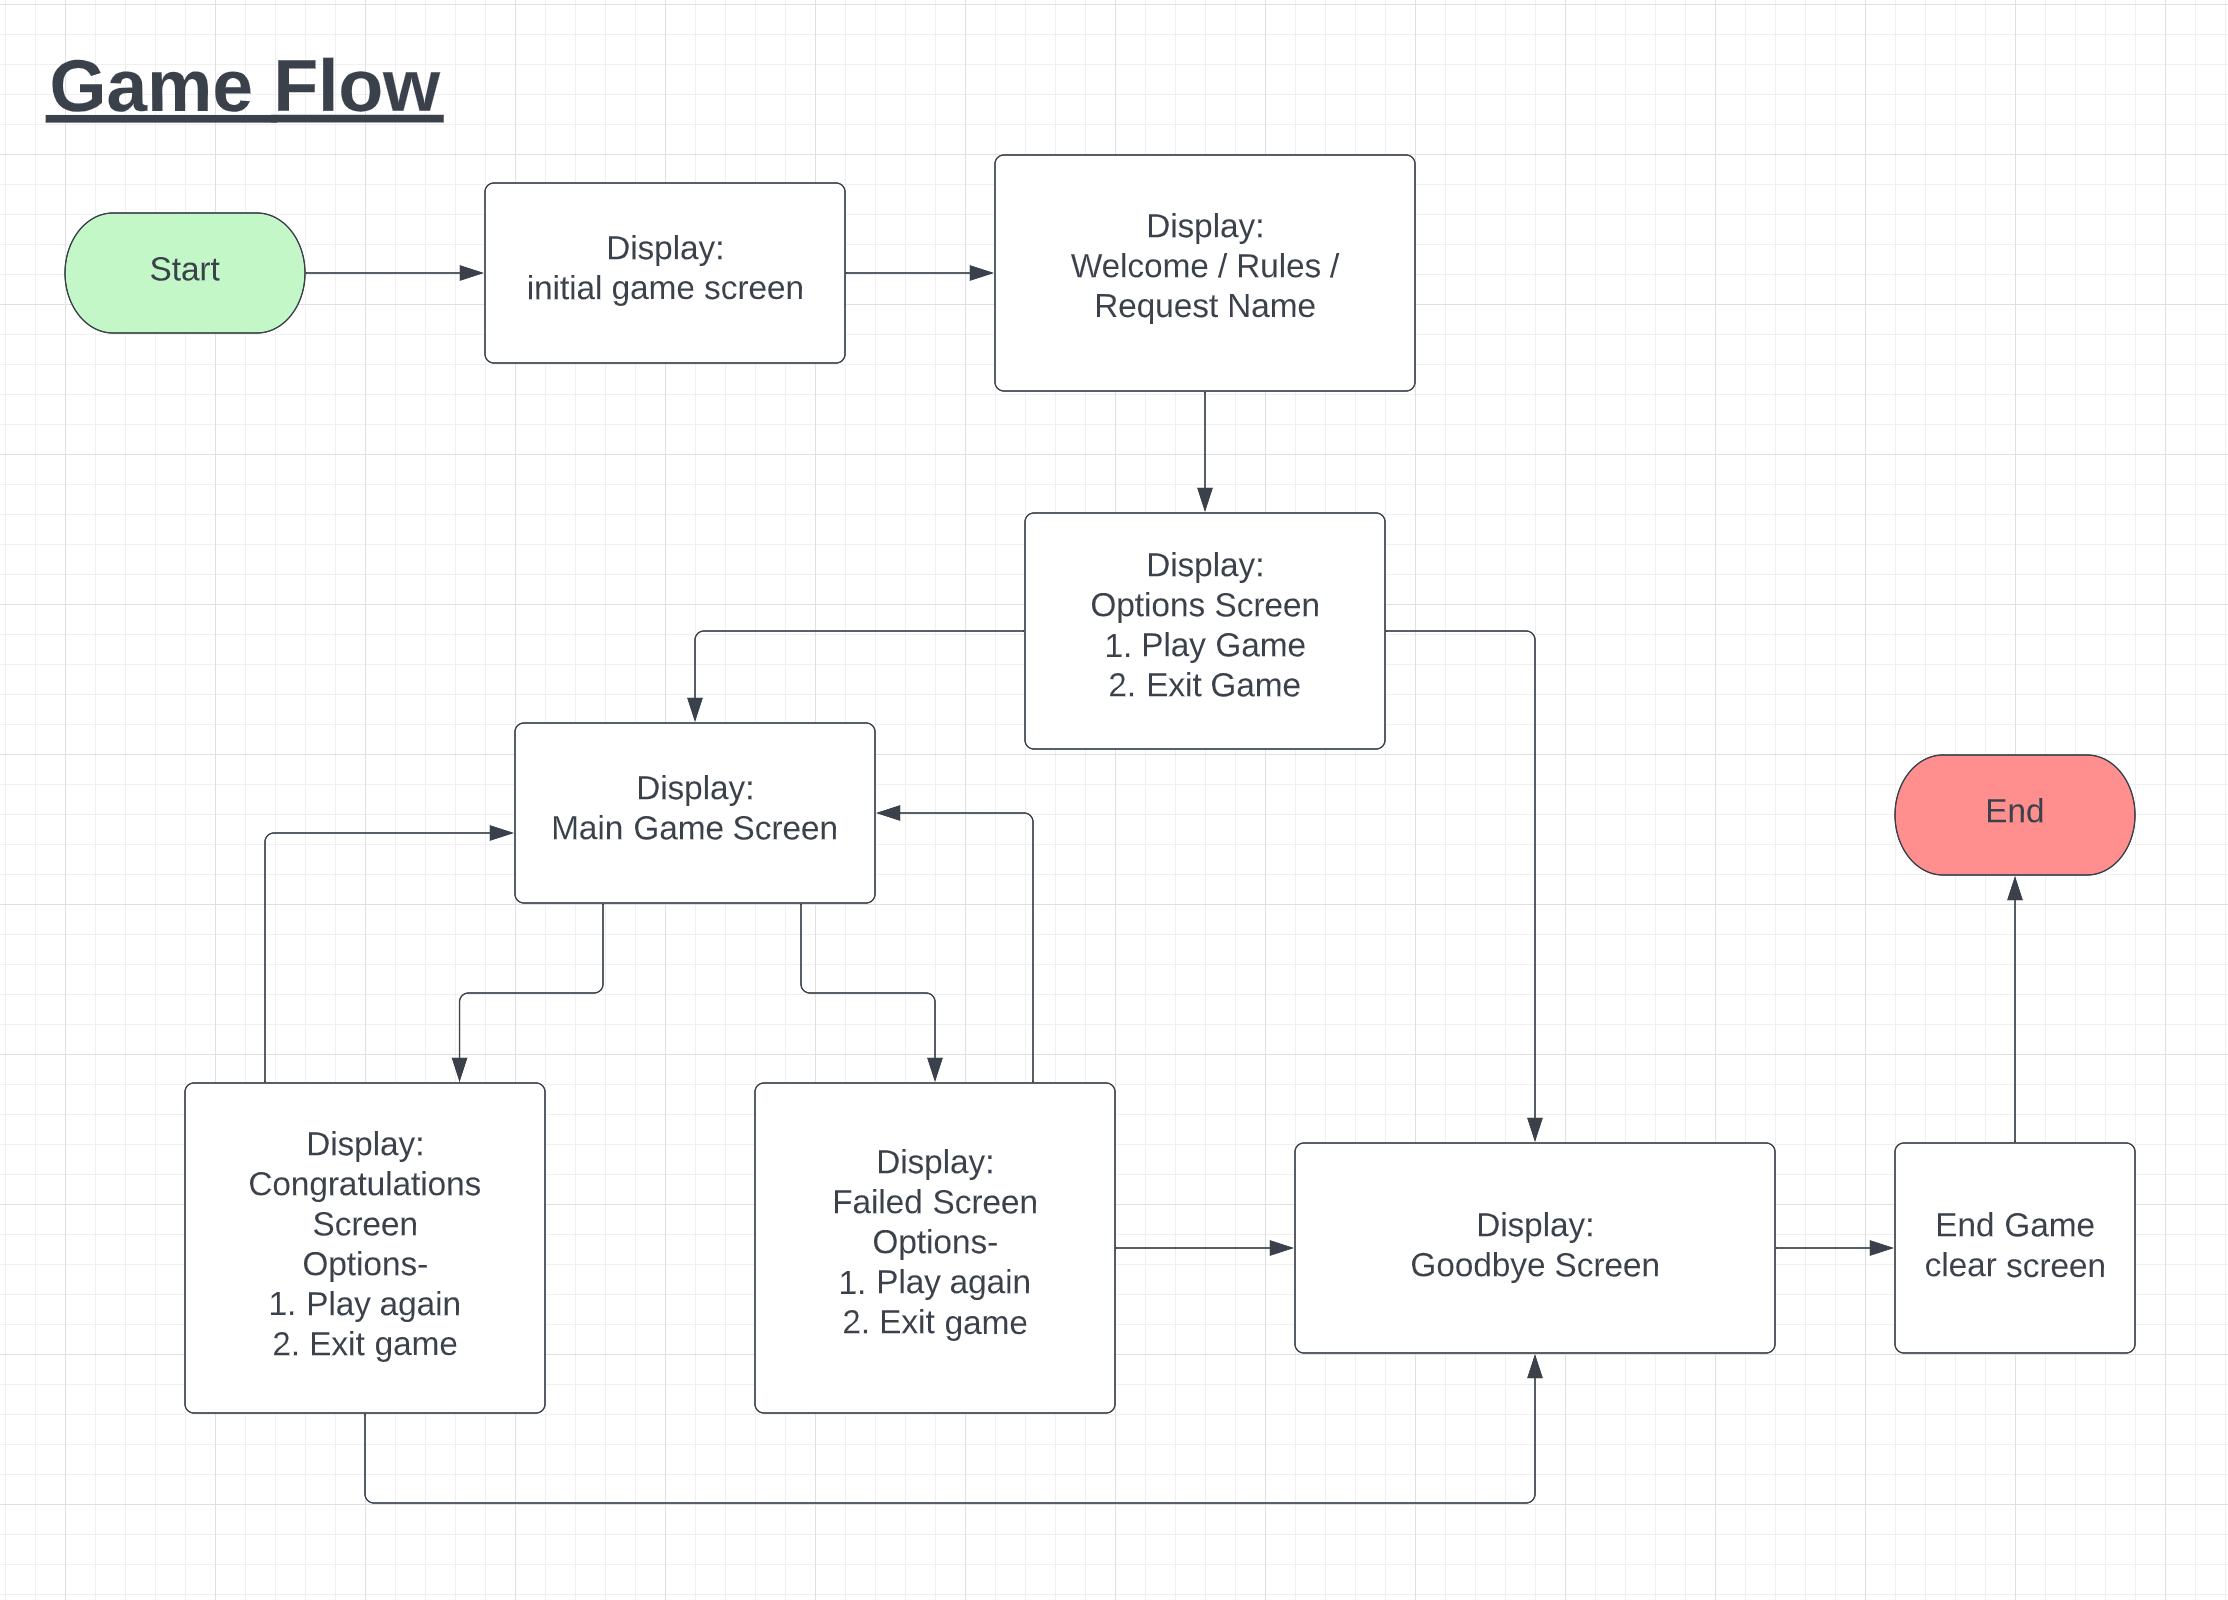 Game Flow
Start
Display:
initial game screen
Display:
Welcome / Rules /
Request Name
Display:
Options Screen
1. Play Game
2. Exit Game
Display:
Main Game Screen
End
Display:
Congratulations
Screen
Options-
1. Play again
2. Exit game
Display:
Failed Screen
Options-
1. Play again
2. Exit game
Display:
Goodbye Screen
End Game
clear screen